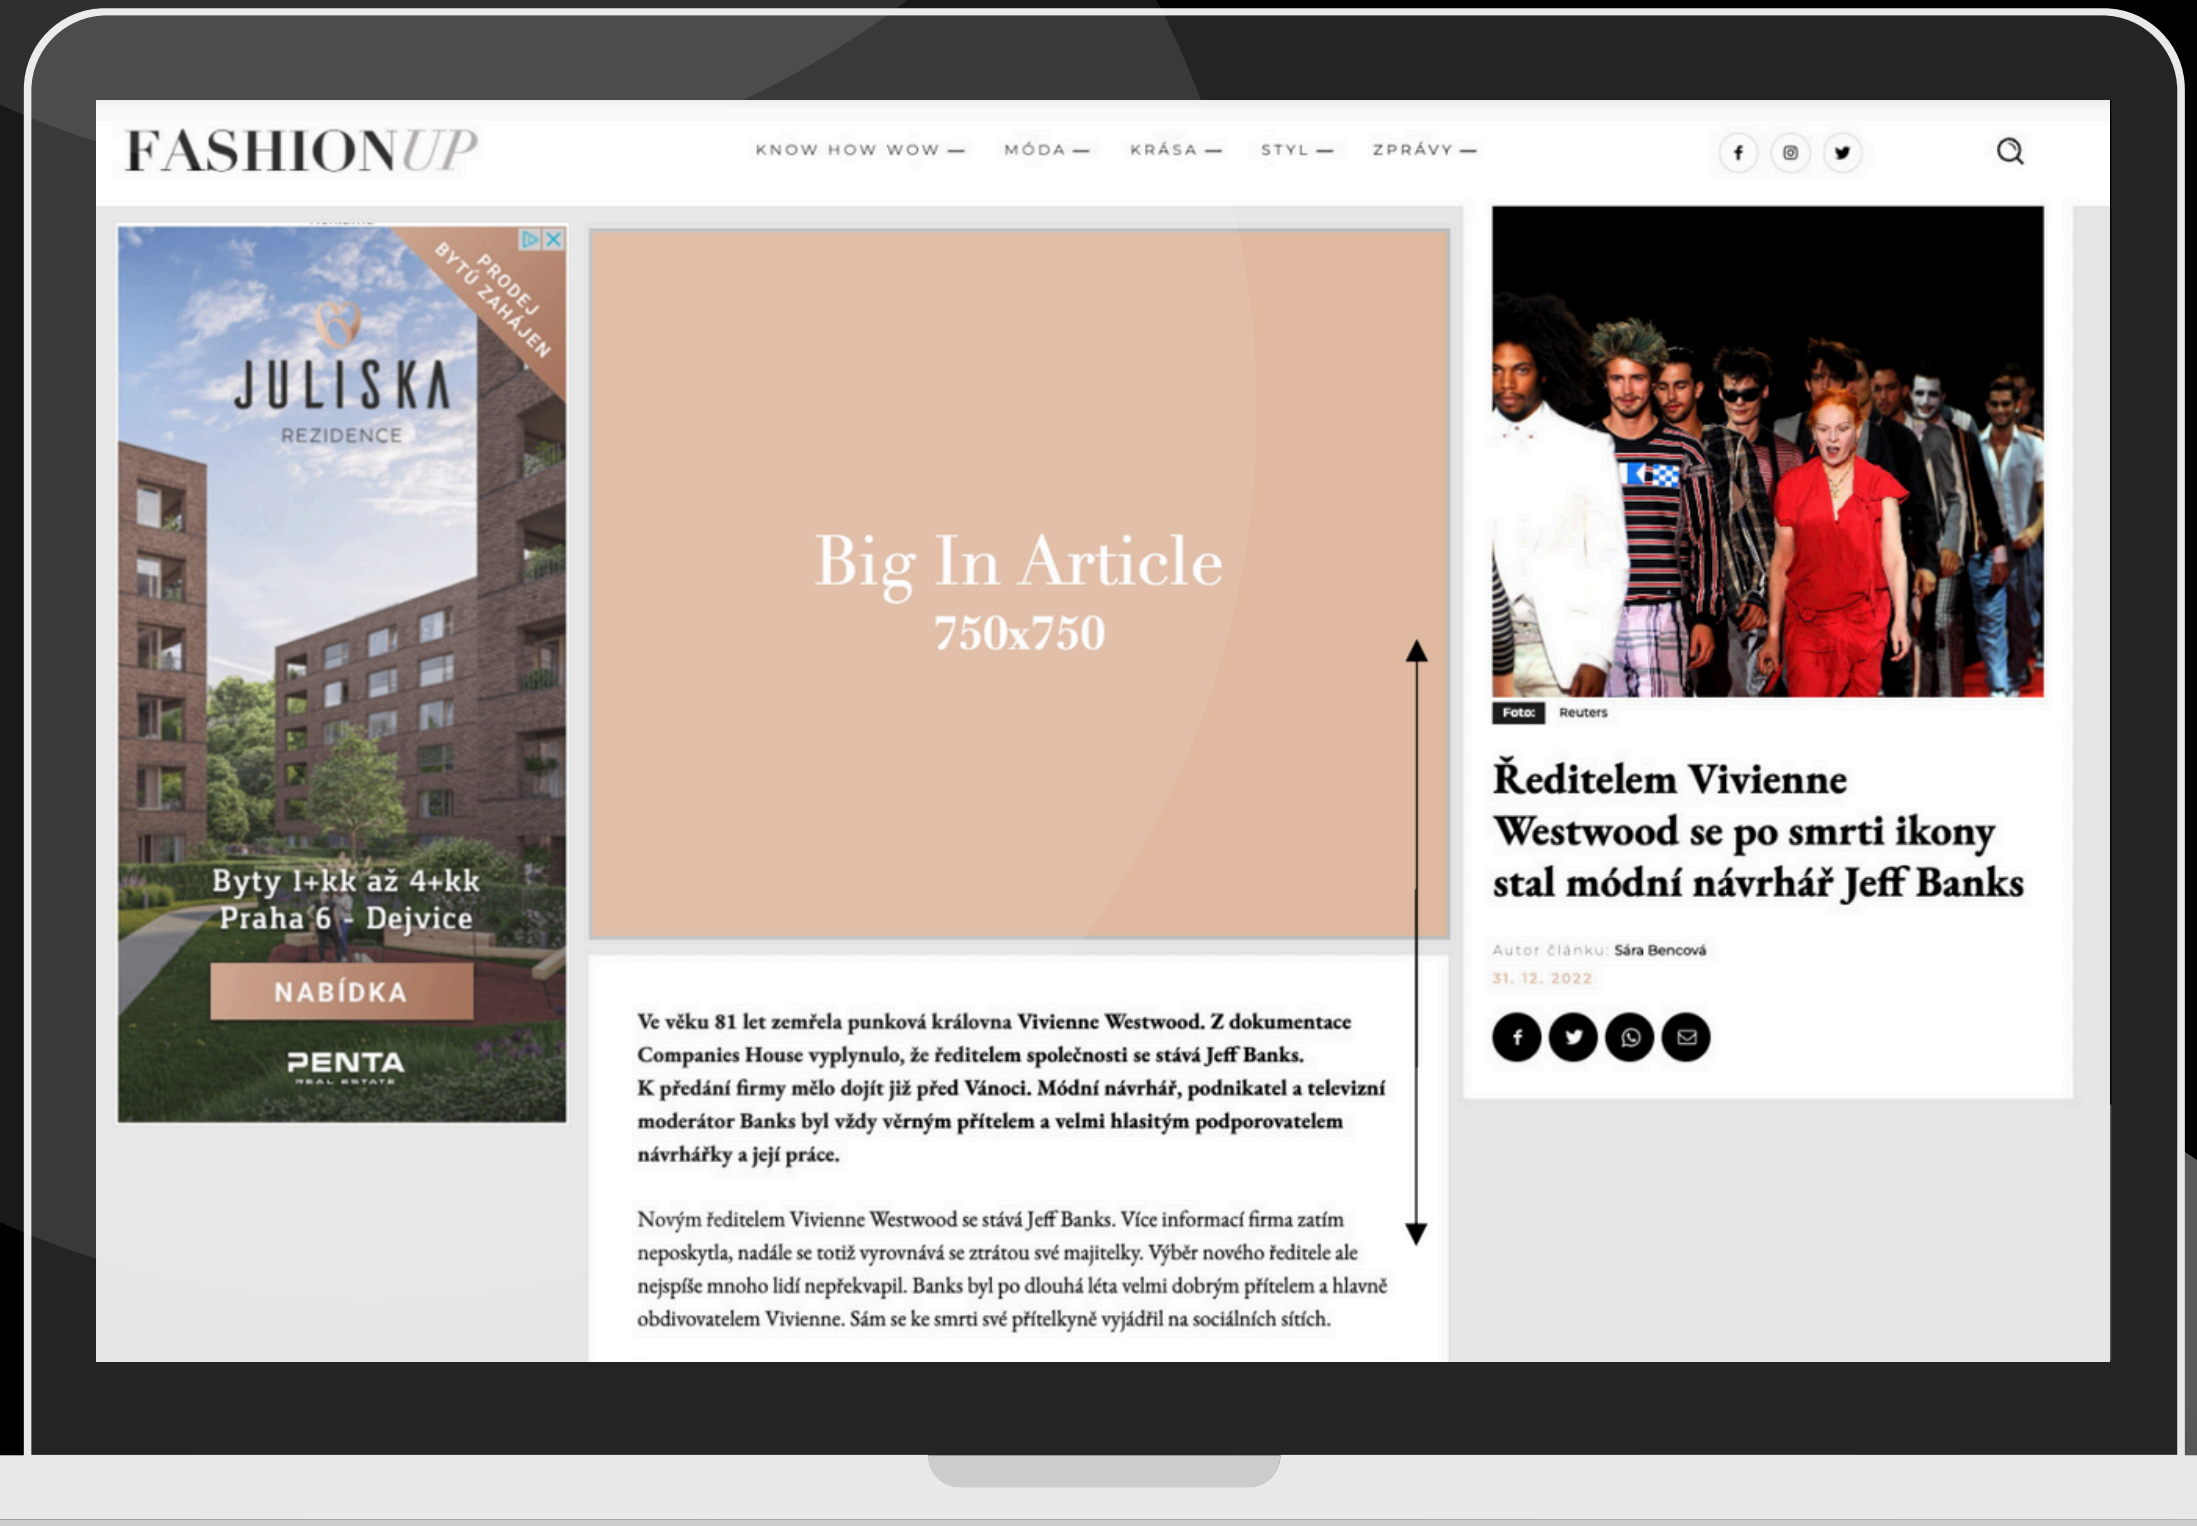 FASHIONUP
KNOW HOW WOW — MÓDA — KRÁSA — STYL — ZPRÁVY —
PRODEJ
BYTŮ ZAHÁJEN
JULISKA
REZIDENCE
Byty 1+kk až 4+kk
Praha 6 - Dejvice
NABÍDKA
PENTA
REAL ESTATE
Big In Article
750x750
Ve věku 81 let zemřela punková královna Vivienne Westwood. Z dokumentace
Companies House vyplynulo, že ředitelem společnosti se stává Jeff Banks.
K předání firmy mělo dojít již před Vánoci. Módní návrhář, podnikatel a televizní
moderátor Banks byl vždy věrným přítelem a velmi hlasitým podporovatelem
návrhářky a její práce.
Novým ředitelem Vivienne Westwood se stává Jeff Banks. Více informací firma zatím
neposkytla, nadále se totiž vyrovnává se ztrátou své majitelky. Výběr nového ředitele ale
nejspíše mnoho lidí nepřekvapil. Banks byl po dlouhá léta velmi dobrým přítelem a hlavně
obdivovatelem Vivienne. Sám se ke smrti své přítelkyně vyjádřil na sociálních sítích.
Foto: Reuters
Ředitelem Vivienne
Westwood se po smrti ikony
stal módní návrhář Jeff Banks
Autor článku: Sára Bencová
31. 12. 2022